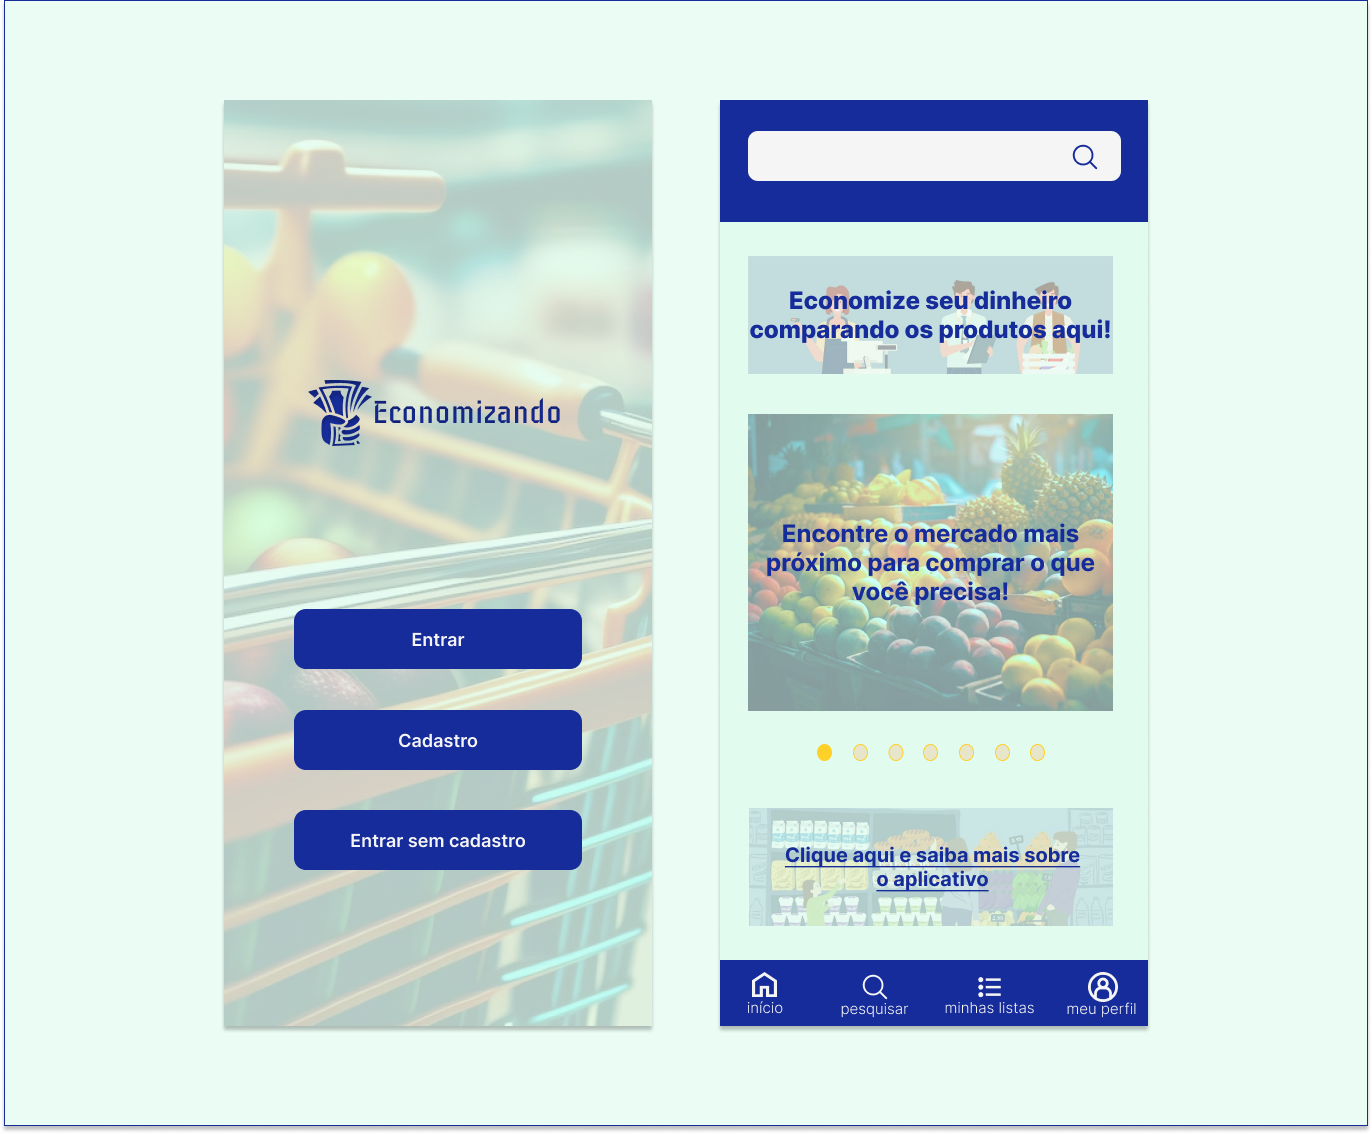 Economizando
Entrar
Cadastro
Entrar sem cadastro
Economize seu dinheiro
comparando os produtos aqui!
Encontre o mercado mais
próximo para comprar o que
você precisa!
Clique aqui e saiba mais sobre
o aplicativo
início
pesquisar
minhas listas
meu perfil